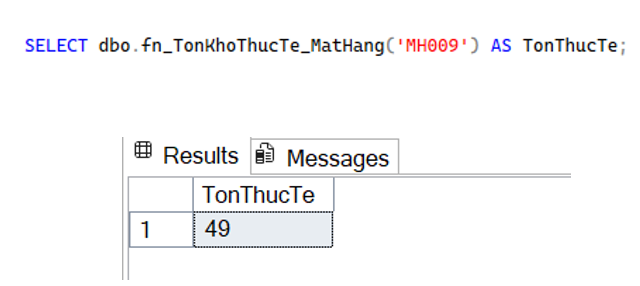 SELECT dbo.fn_TonKhoThucTe_MatHang('MH009') AS TonThucTe;
Results Messages
TonThucTe
1 49